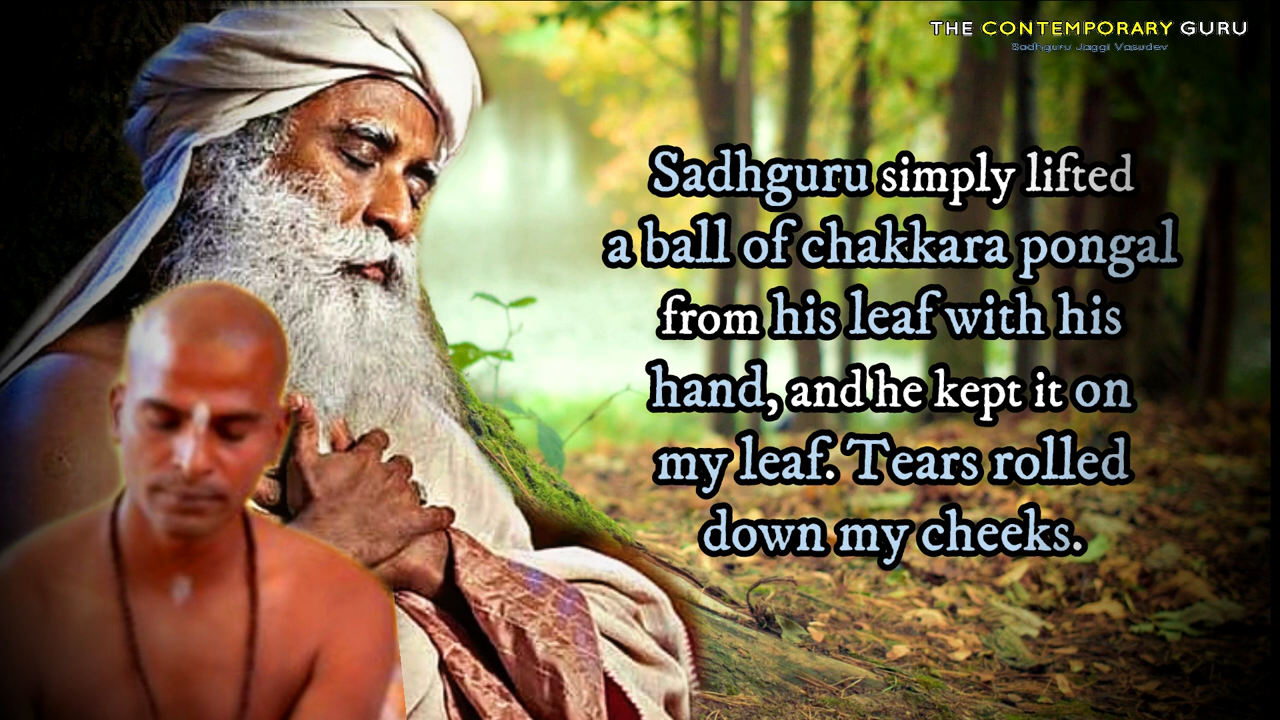 THE CONTEMPORARY GURU
Sadhguru Jaggi Vasudev
Sadhguru simply lifted
a ball of chakkara pongal
from his leaf with his
hand, and he kept it on
my leaf. Tears rolled
down my cheeks.